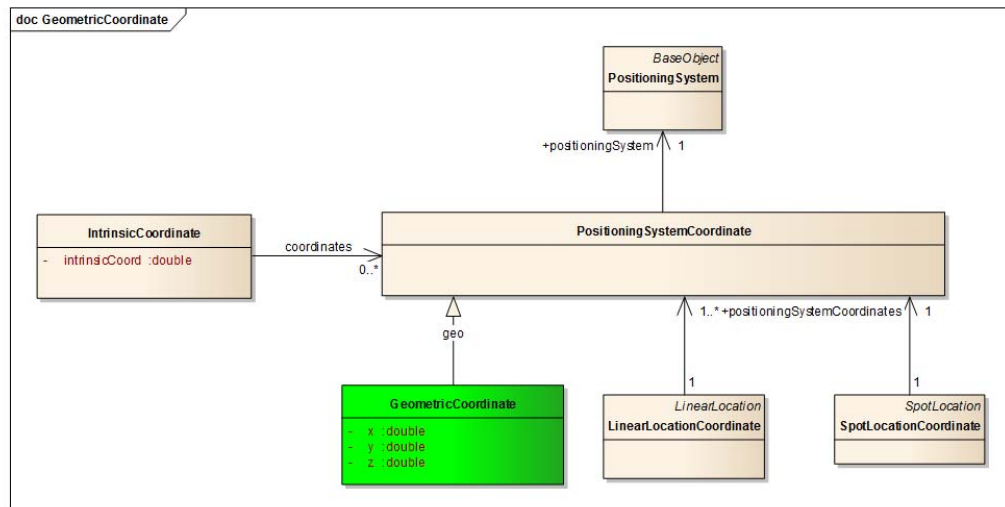 doc GeometricCoordinate
BaseObject
PositioningSystem
+positioningSystem 1
IntrinsicCoordinate
- intrinsicCoord :double
coordinates
0..*
PositioningSystemCoordinate
geo
1..* +positioningSystemCoordinates 1
GeometricCoordinate
- x :double
- y :double
- z :double
1
LinearLocation
LinearLocationCoordinate
1
SpotLocation
SpotLocationCoordinate